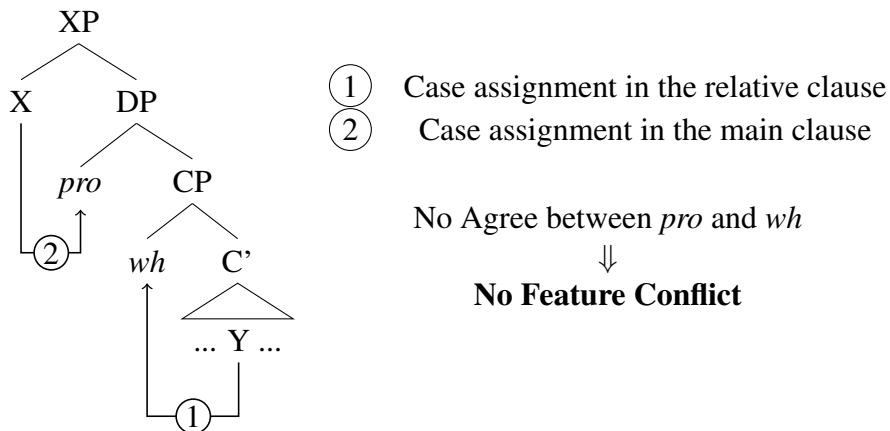 XP
X DP
pro CP
② wh C’
... Y ...
①
① Case assignment in the relative clause
② Case assignment in the main clause
No Agree between pro and wh
⇓
No Feature Conflict